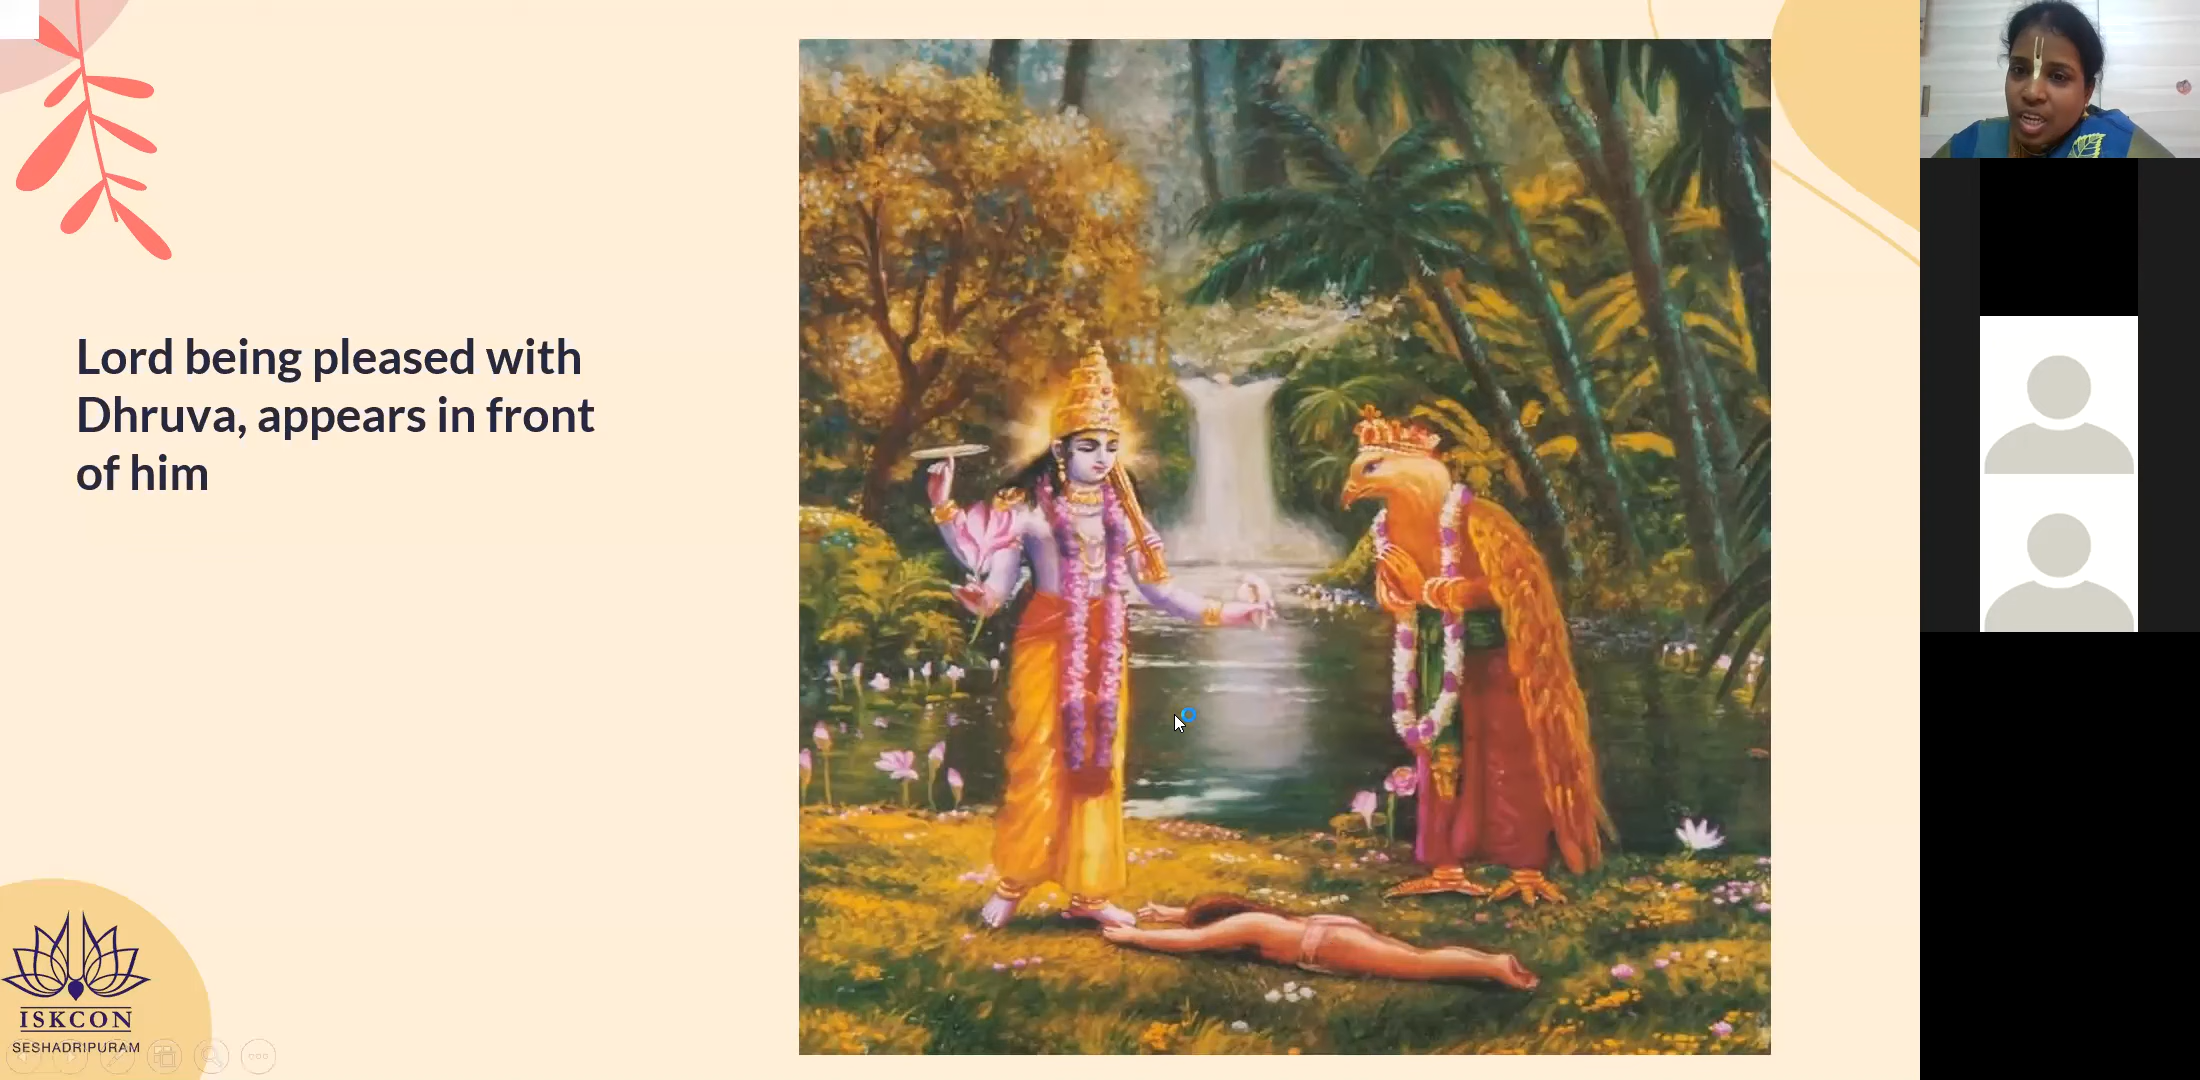 Lord being pleased with
Dhruva, appears in front
of him
ISKCON
SESHADRIPURAM